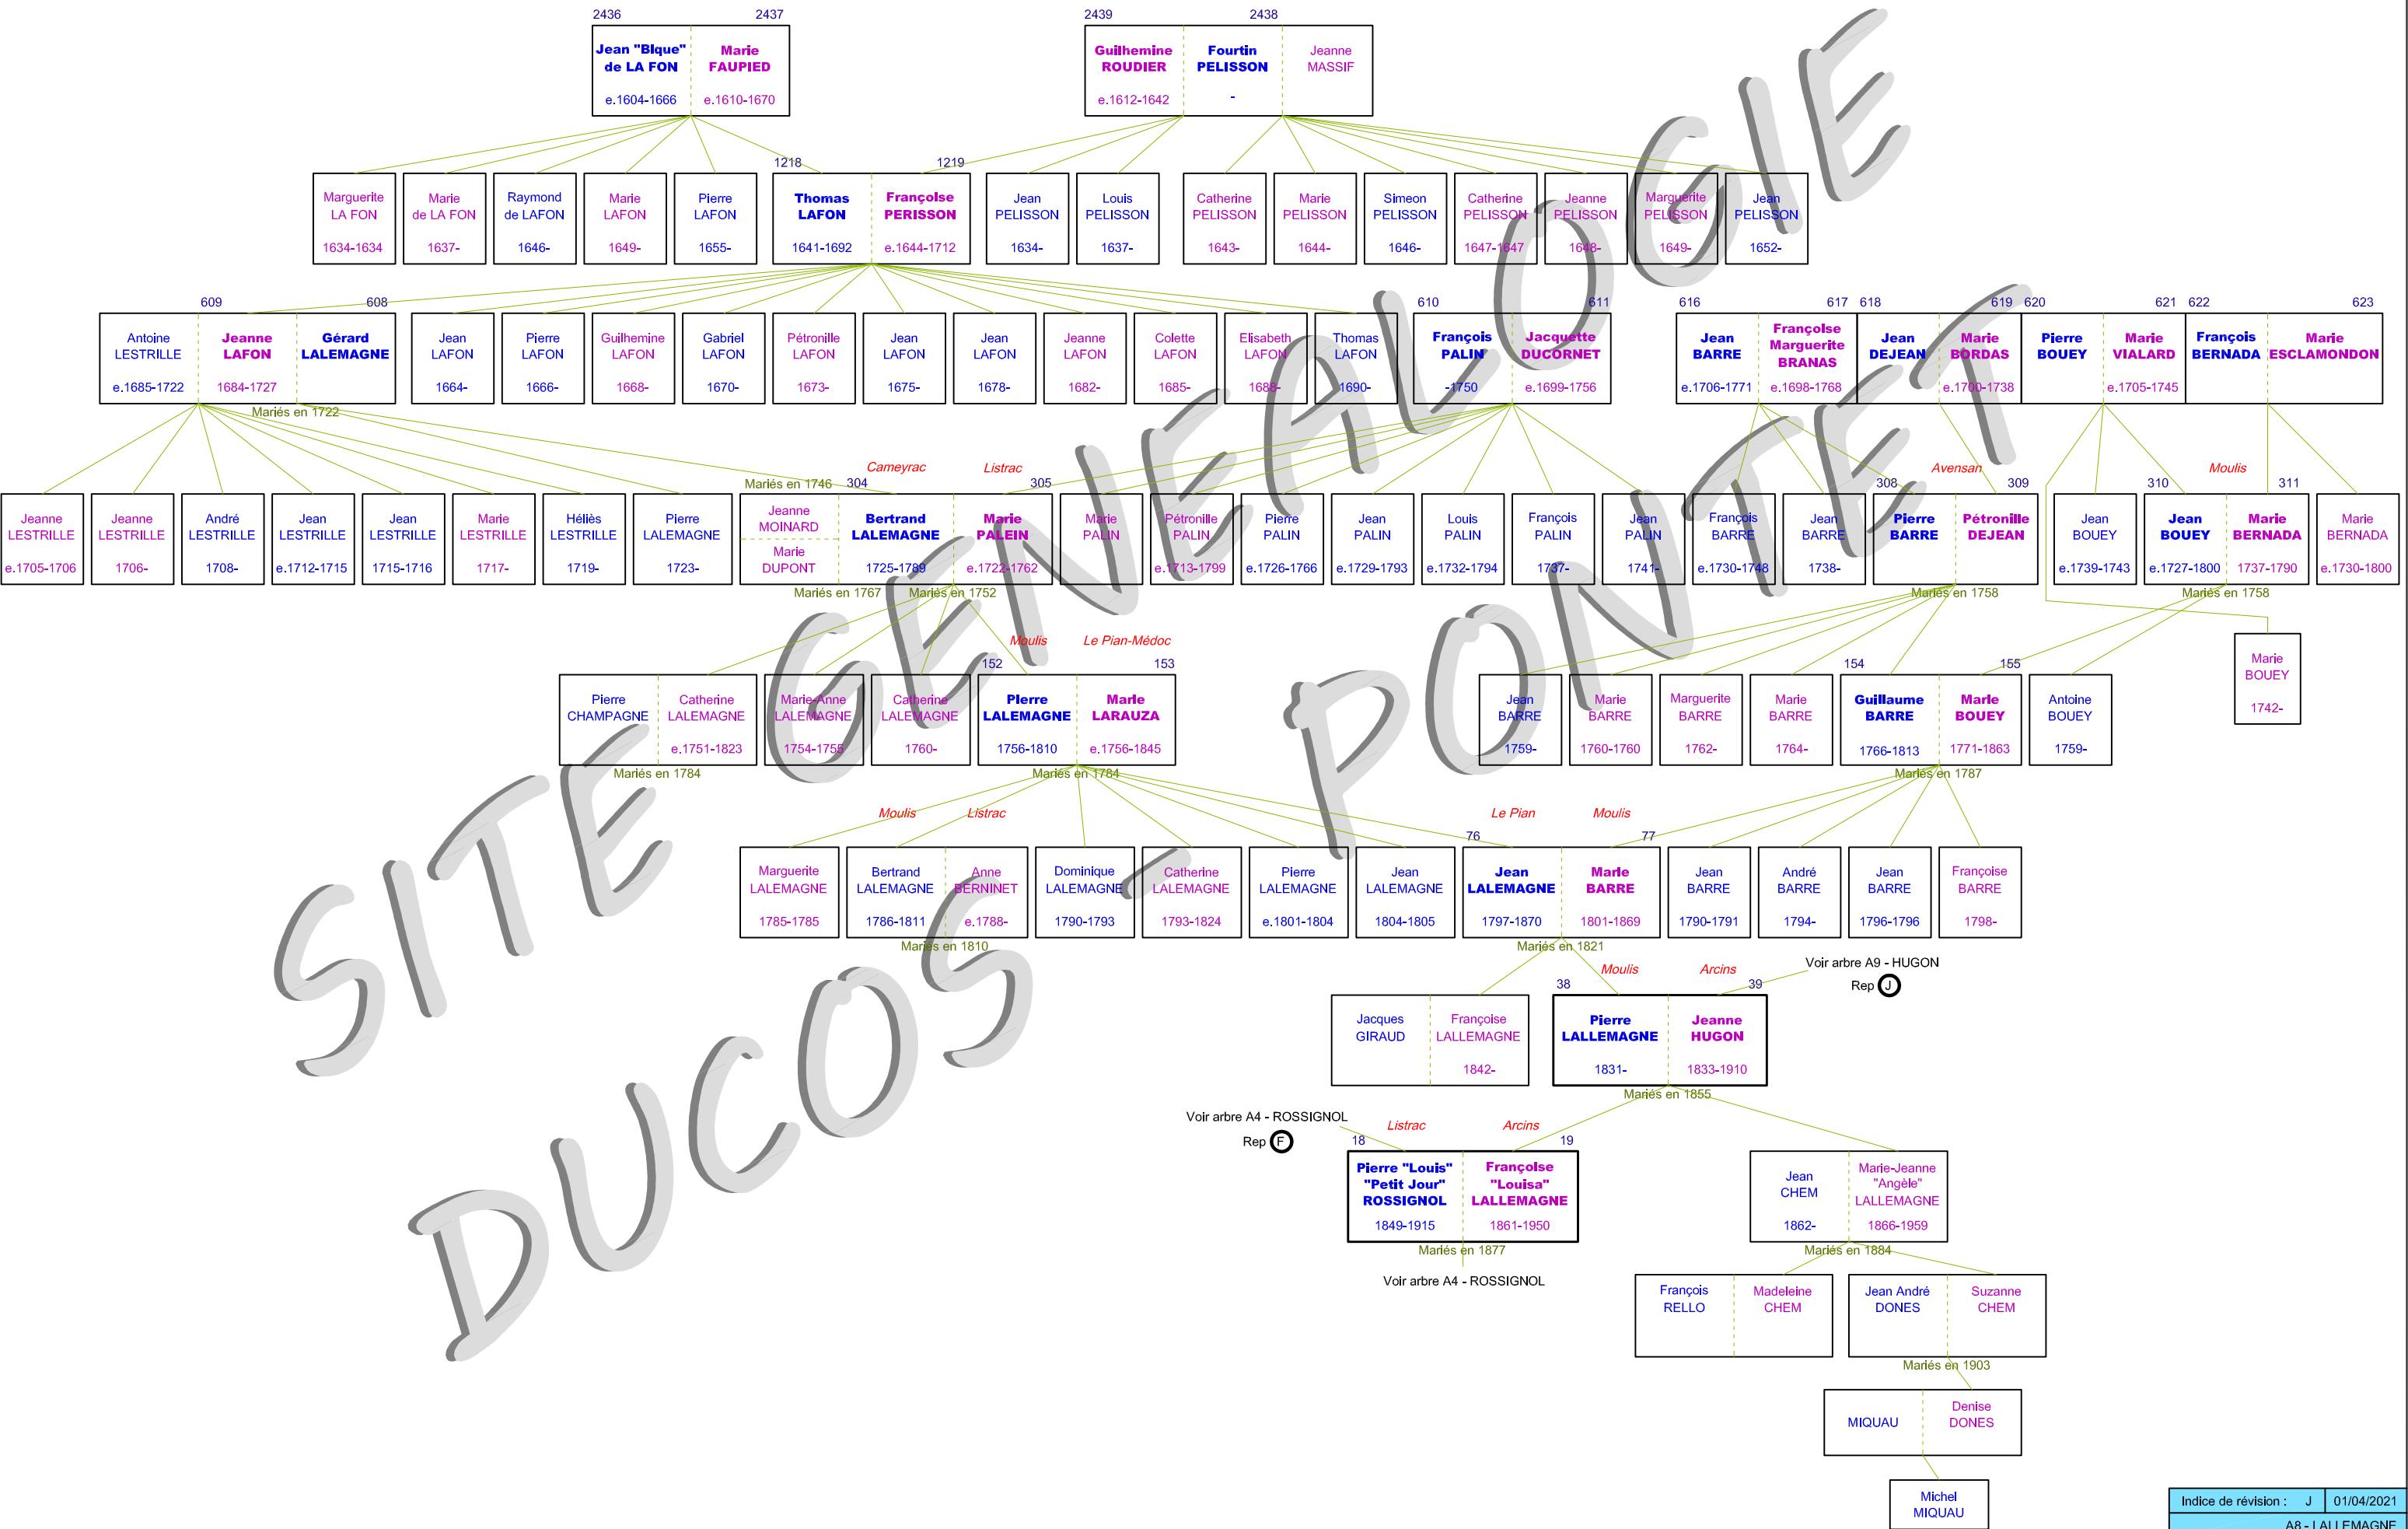 2436 2437
Jean "Bique" de LA FON
e.1604-1666
Marie FAUPIED
e.1610-1670
2439 2438
Guilhemine ROUDIER
e.1612-1642
Fourtin PELISSON
-
Jeanne MASSIF
Marguerite LA FON
1634-1634
Marie de LA FON
1637-
Raymond de LAFON
1646-
Marie LAFON
1649-
Pierre LAFON
1655-
1218 1219
Thomas LAFON
1641-1692
Françoise PERISSON
e.1644-1712
Jean PELISSON
1634-
Louis PELISSON
1637-
Catherine PELISSON
1643-
Marie PELISSON
1644-
Simeon PELISSON
1646-
Catherine PELISSON
1647-1647
Jeanne PELISSON
1648-
Marguerite PELISSON
1649-
Jean PELISSON
1652-
609 608
Antoine LESTRILLE
e.1685-1722
Jeanne LAFON
1684-1727
Gérard LALEMAGNE
Mariés en 1722
Jean LAFON
1664-
Pierre LAFON
1666-
Guilhemine LAFON
1668-
Gabriel LAFON
1670-
Pétronille LAFON
1673-
Jean LAFON
1675-
Jean LAFON
1678-
Jeanne LAFON
1682-
Colette LAFON
1685-
Elisabeth LAFON
1688-
Thomas LAFON
1690-
610 611
François PALIN
-1750
Jacquette DUCORNET
e.1699-1756
616 617
Jean BARRE
e.1706-1771
Françoise Marguerite BRANAS
e.1698-1768
618 619
Jean DEJEAN
Marie BORDAS
e.1700-1738
620 621
Pierre BOUEY
Marie VIALARD
e.1705-1745
622 623
François BERNADA
Marie ESCLAMONDON
Jeanne LESTRILLE
e.1705-1706
Jeanne LESTRILLE
1706-
André LESTRILLE
1708-
Jean LESTRILLE
e.1712-1715
Jean LESTRILLE
1715-1716
Marie LESTRILLE
1717-
Héliès LESTRILLE
1719-
Pierre LALEMAGNE
1723-
Cameyrac Listrac
Mariés en 1746 304 305
Jeanne MOINARD
Marie DUPONT
Bertrand LALEMAGNE
1725-1789
Marie PALEIN
e.1722-1762
Mariés en 1767 Mariés en 1752
Marie PALIN
Pétronille PALIN
e.1713-1799
Pierre PALIN
e.1726-1766
Jean PALIN
e.1729-1793
Louis PALIN
e.1732-1794
François PALIN
1737-
Jean PALIN
1741-
François BARRE
e.1730-1748
Jean BARRE
1738-
Avensan
308 309
Pierre BARRE
Pétronille DEJEAN
Mariés en 1758
Jean BOUEY
e.1739-1743
Moulis
310 311
Jean BOUEY
e.1727-1800
Marie BERNADA
1737-1790
Mariés en 1758
Marie BERNADA
e.1730-1800
Marie BOUEY
1742-
Pierre CHAMPAGNE
Catherine LALEMAGNE
e.1751-1823
Mariés en 1784
Marie-Anne LALEMAGNE
1754-1755
Catherine LALEMAGNE
1760-
Moulis Le Pian-Médoc
152 153
Pierre LALEMAGNE
1756-1810
Marie LARAUZA
e.1756-1845
Mariés en 1784
Jean BARRE
1759-
Marie BARRE
1760-1760
Marguerite BARRE
1762-
Marie BARRE
1764-
154 155
Guillaume BARRE
1766-1813
Marie BOUEY
1771-1863
Mariés en 1787
Antoine BOUEY
1759-
Marguerite LALEMAGNE
1785-1785
Moulis Listrac
Bertrand LALEMAGNE
1786-1811
Anne BERNINET
e.1788-
Mariés en 1810
Dominique LALEMAGNE
1790-1793
Catherine LALEMAGNE
1793-1824
Pierre LALEMAGNE
e.1801-1804
Jean LALEMAGNE
1804-1805
Le Pian Moulis
76 77
Jean LALEMAGNE
1797-1870
Marie BARRE
1801-1869
Mariés en 1821
Jean BARRE
1790-1791
André BARRE
1794-
Jean BARRE
1796-1796
Françoise BARRE
1798-
Jacques GIRAUD
Françoise LALLEMAGNE
1842-
Moulis Arcins
38 39
Pierre LALLEMAGNE
1831-
Jeanne HUGON
1833-1910
Mariés en 1855
Voir arbre A9 - HUGON
Rep J
Voir arbre A4 - ROSSIGNOL
Rep F
Listrac Arcins
18 19
Pierre "Louis" "Petit Jour" ROSSIGNOL
1849-1915
Françoise "Louisa" LALLEMAGNE
1861-1950
Mariés en 1877
Voir arbre A4 - ROSSIGNOL
Jean CHEM
1862-
Marie-Jeanne "Angèle" LALLEMAGNE
1866-1959
Mariés en 1884
François RELLO
Madeleine CHEM
Jean André DONES
Suzanne CHEM
Mariés en 1903
MIQUAU
Denise DONES
Michel MIQUAU
Indice de révision : J 01/04/2021
A8 - LALLEMAGNE
SITE GENEALOGIE
DUCOS - PONTET